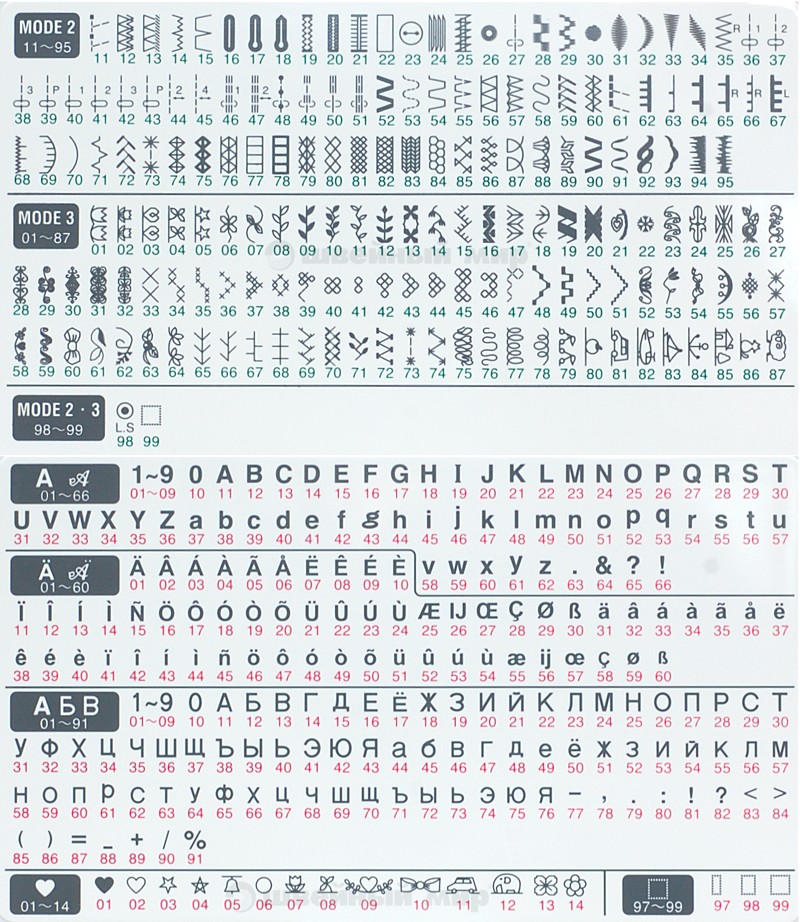 MODE 2
11~95
R 1 2
11 12 13 14 15 16 17 18 19 20 21 22 23 24 25 26 27 28 29 30 31 32 33 34 35 36 37
3 P 1 2 3 P 2 4 1 2 3 4 1 R R L
38 39 40 41 42 43 44 45 46 47 48 49 50 51 52 53 54 55 56 57 58 59 60 61 62 63 64 65 66 67
68 69 70 71 72 73 74 75 76 77 78 79 80 81 82 83 84 85 86 87 88 89 90 91 92 93 94 95
MODE 3
01~87
01 02 03 04 05 06 07 08 09 10 11 12 13 14 15 16 17 18 19 20 21 22 23 24 25 26 27
28 29 30 31 32 33 34 35 36 37 38 39 40 41 42 43 44 45 46 47 48 49 50 51 52 53 54 55 56 57
58 59 60 61 62 63 64 65 66 67 68 69 70 71 72 73 74 75 76 77 78 79 80 81 82 83 84 85 86 87
MODE 2・3
98~99
L.S
98 99
A A
01~66
1~9 0 A B C D E F G H I J K L M N O P Q R S T
01~09 10 11 12 13 14 15 16 17 18 19 20 21 22 23 24 25 26 27 28 29 30
U V W X Y Z a b c d e f g h i j k l m n o p q r s t u
31 32 33 34 35 36 37 38 39 40 41 42 43 44 45 46 47 48 49 50 51 52 53 54 55 56 57
v w x y z . & ? !
58 59 60 61 62 63 64 65 66
Ä Ä
01~60
Ä Â Á À Ã Å Ë Ê É È
01 02 03 04 05 06 07 08 09 10
Ï Î Í Ì Ñ Ö Ô Ó Ò Õ Ü Û Ú Ù Æ IJ Œ Ç Ø ß ä â á à ã å ë
11 12 13 14 15 16 17 18 19 20 21 22 23 24 25 26 27 28 29 30 31 32 33 34 35 36 37
ê é è ï î í ì ñ ö ô ó ò õ ü û ú ù æ ij œ ç ø ß
38 39 40 41 42 43 44 45 46 47 48 49 50 51 52 53 54 55 56 57 58 59 60
А Б В
01~91
1~9 0 А Б В Г Д Е Ё Ж З И Й К Л М Н О П Р С Т
01~09 10 11 12 13 14 15 16 17 18 19 20 21 22 23 24 25 26 27 28 29 30
У Ф Х Ц Ч Ш Щ Ъ Ы Ь Э Ю Я а б в г д е ё ж з и й к л м
31 32 33 34 35 36 37 38 39 40 41 42 43 44 45 46 47 48 49 50 51 52 53 54 55 56 57
н о п р с т у ф х ц ч ш щ ъ ы ь э ю я - , . : ! ? < >
58 59 60 61 62 63 64 65 66 67 68 69 70 71 72 73 74 75 76 77 78 79 80 81 82 83 84
( ) = _ + / %
85 86 87 88 89 90 91
01~14
01 02 03 04 05 06 07 08 09 10 11 12 13 14
97~99
97 98 99